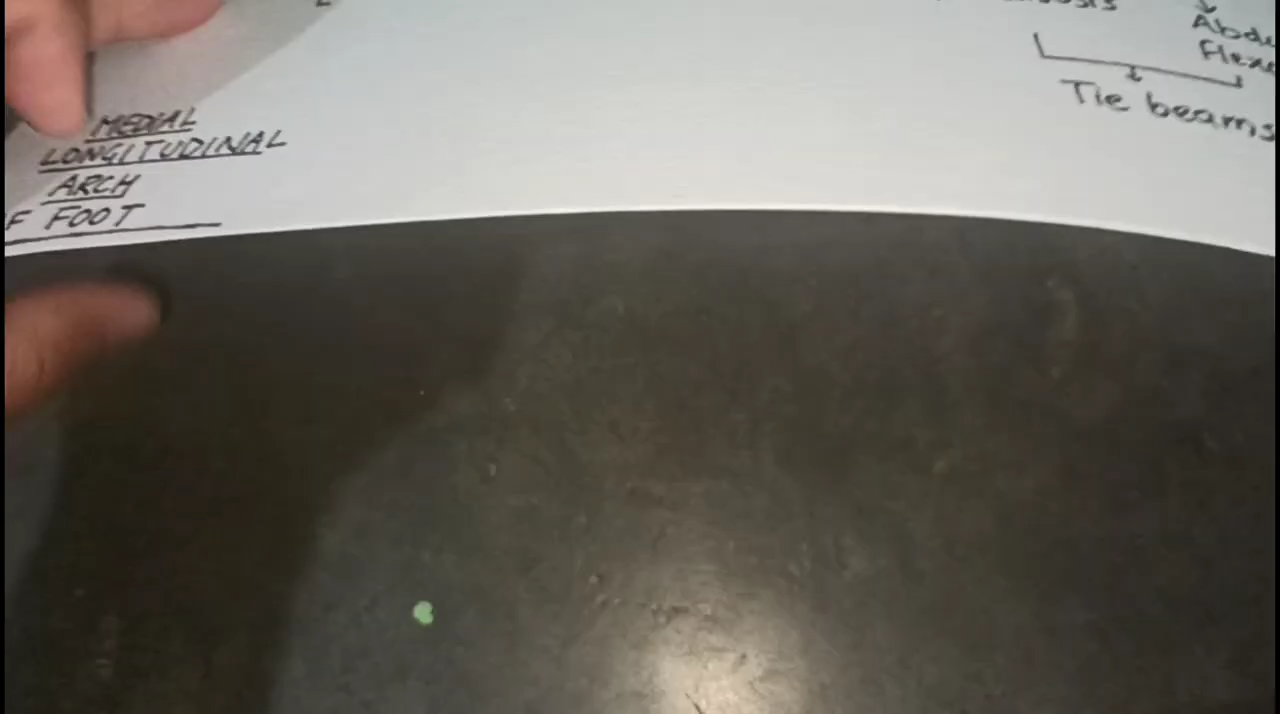 Abdu
Flexo
Tie beams
MEDIAL
LONGITUDINAL
ARCH
F FOOT